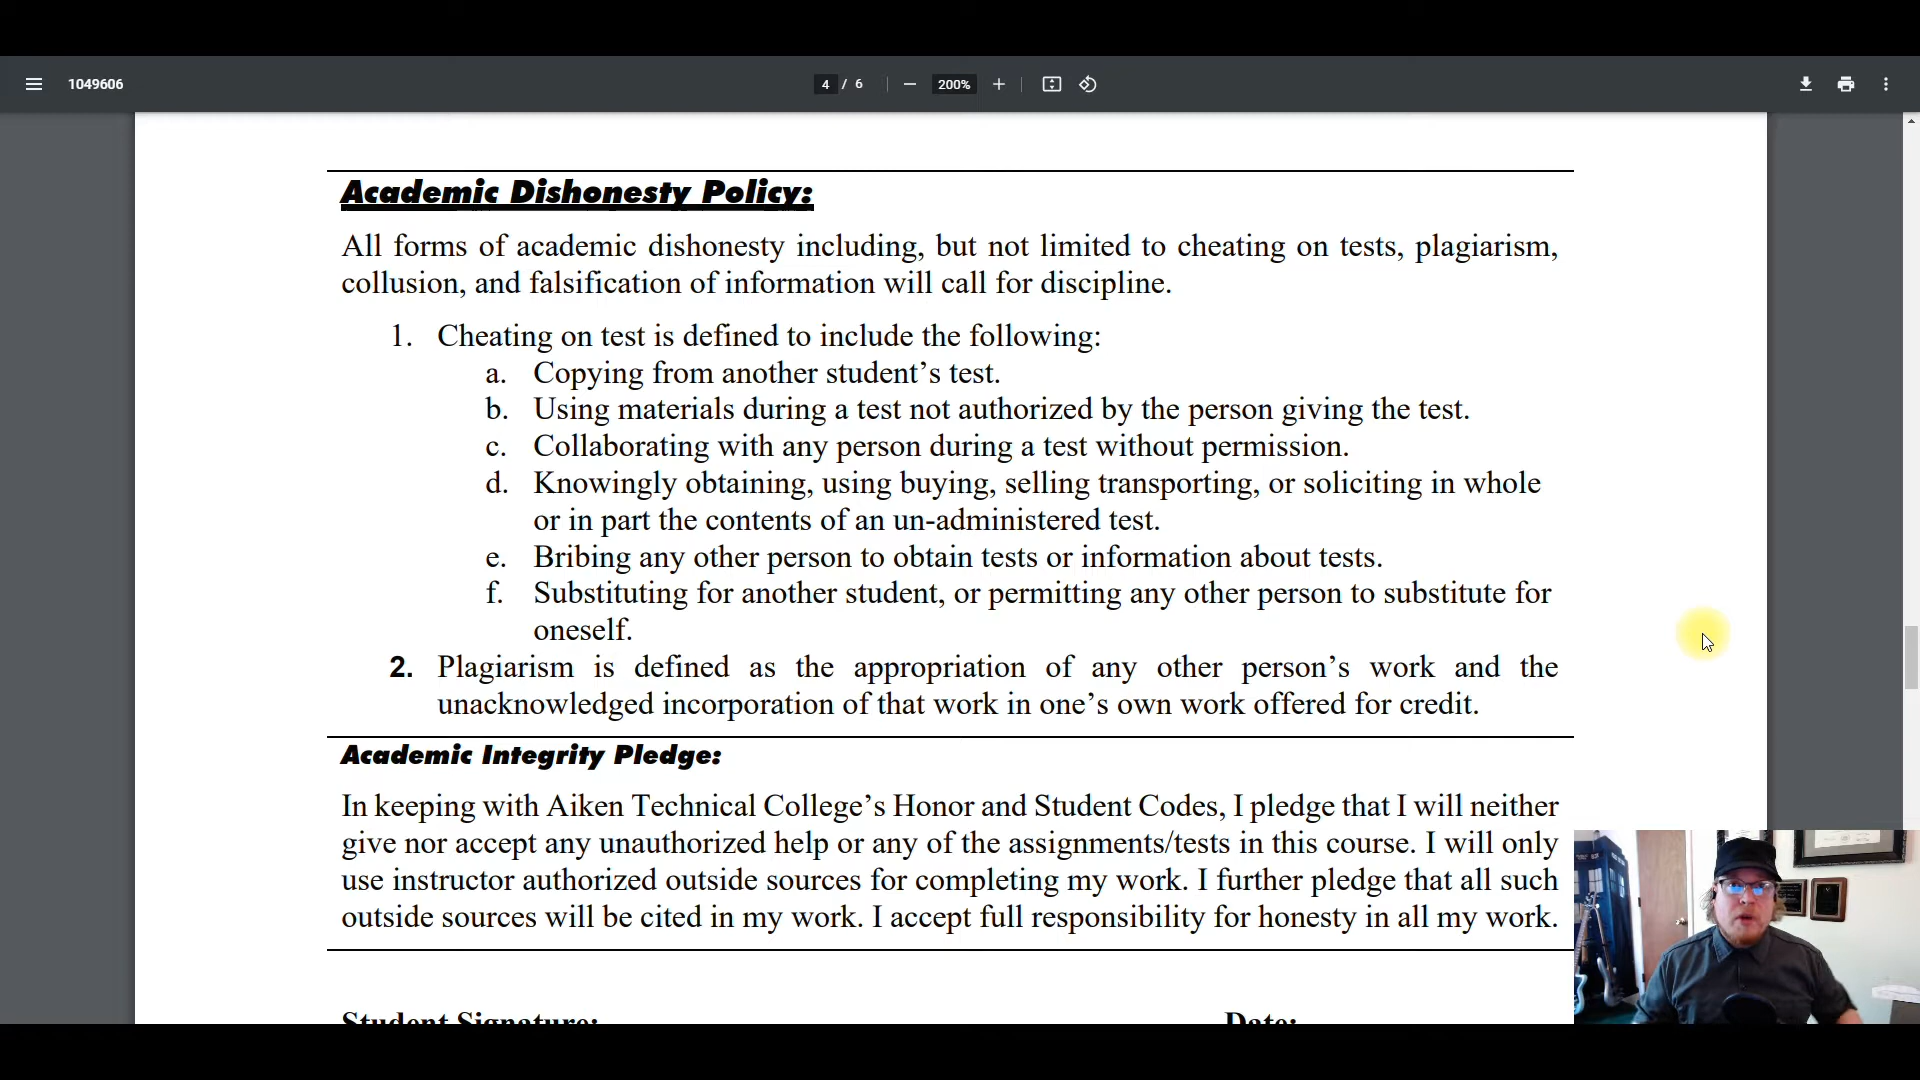 1049606
4 / 6
200%
Academic Dishonesty Policy:
All forms of academic dishonesty including, but not limited to cheating on tests, plagiarism,
collusion, and falsification of information will call for discipline.
1. Cheating on test is defined to include the following:
a. Copying from another student’s test.
b. Using materials during a test not authorized by the person giving the test.
c. Collaborating with any person during a test without permission.
d. Knowingly obtaining, using buying, selling transporting, or soliciting in whole
or in part the contents of an un-administered test.
e. Bribing any other person to obtain tests or information about tests.
f. Substituting for another student, or permitting any other person to substitute for
oneself.
2. Plagiarism is defined as the appropriation of any other person’s work and the
unacknowledged incorporation of that work in one’s own work offered for credit.
Academic Integrity Pledge:
In keeping with Aiken Technical College’s Honor and Student Codes, I pledge that I will neither
give nor accept any unauthorized help or any of the assignments/tests in this course. I will only
use instructor authorized outside sources for completing my work. I further pledge that all such
outside sources will be cited in my work. I accept full responsibility for honesty in all my work.
Student Signature: Date: